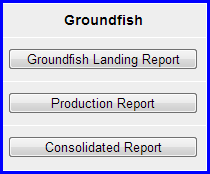 Groundfish
Groundfish Landing Report
Production Report
Consolidated Report